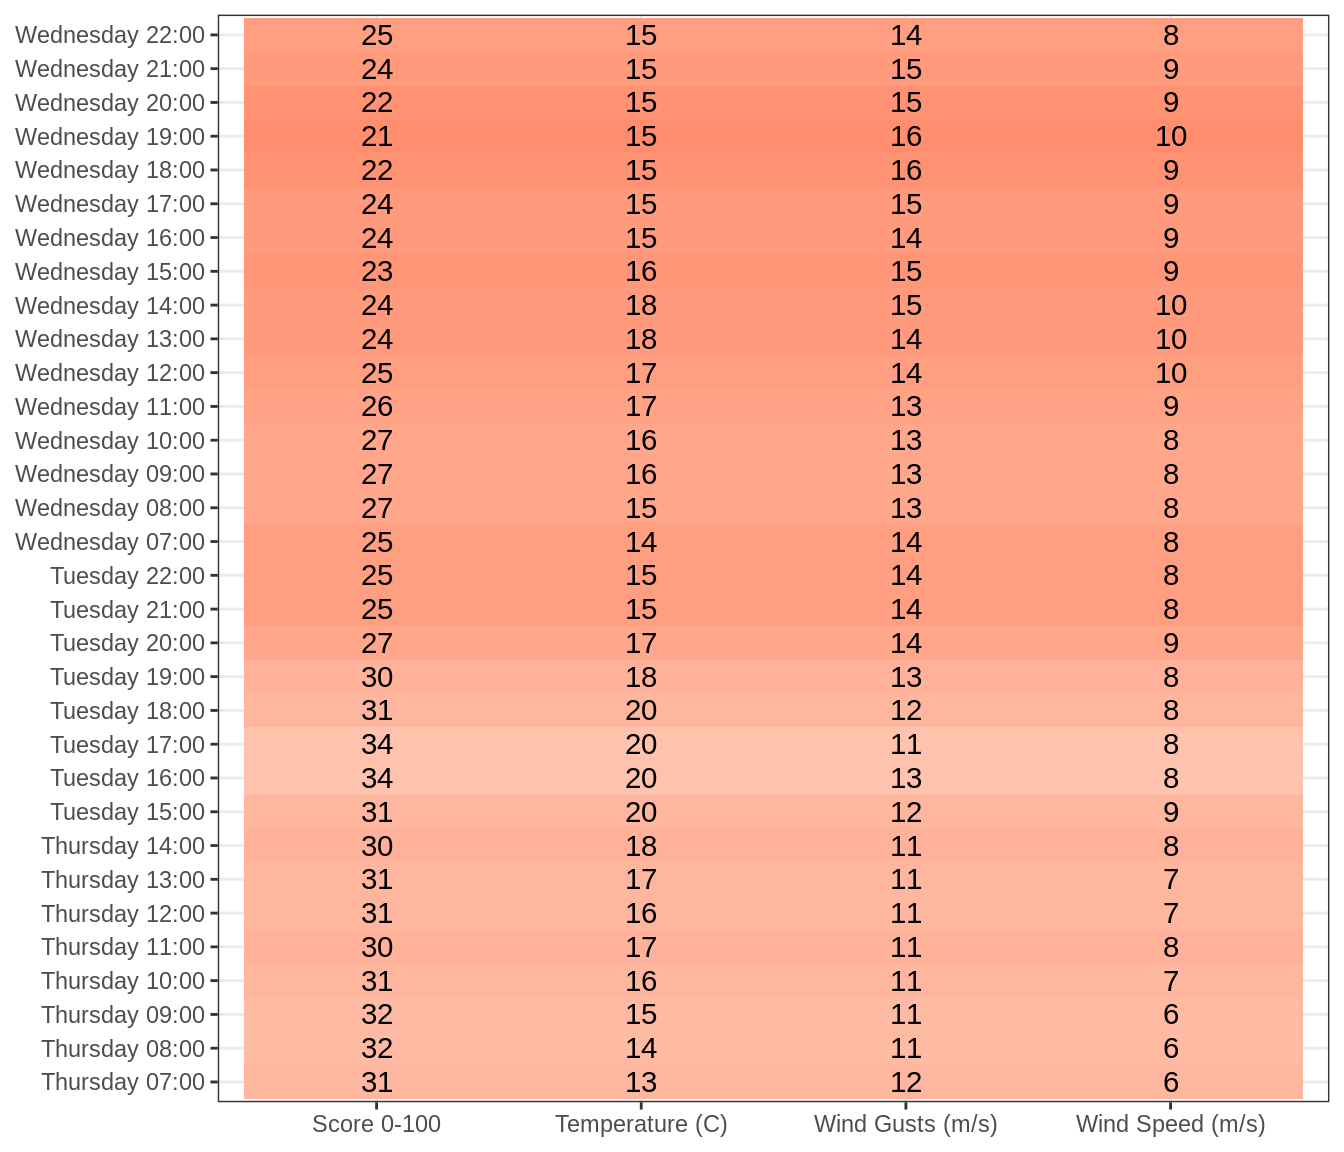 Wednesday 22:00 25 15 14 8
Wednesday 21:00 24 15 15 9
Wednesday 20:00 22 15 15 9
Wednesday 19:00 21 15 16 10
Wednesday 18:00 22 15 16 9
Wednesday 17:00 24 15 15 9
Wednesday 16:00 24 15 14 9
Wednesday 15:00 23 16 15 9
Wednesday 14:00 24 18 15 10
Wednesday 13:00 24 18 14 10
Wednesday 12:00 25 17 14 10
Wednesday 11:00 26 17 13 9
Wednesday 10:00 27 16 13 8
Wednesday 09:00 27 16 13 8
Wednesday 08:00 27 15 13 8
Wednesday 07:00 25 14 14 8
Tuesday 22:00 25 15 14 8
Tuesday 21:00 25 15 14 8
Tuesday 20:00 27 17 14 9
Tuesday 19:00 30 18 13 8
Tuesday 18:00 31 20 12 8
Tuesday 17:00 34 20 11 8
Tuesday 16:00 34 20 13 8
Tuesday 15:00 31 20 12 9
Thursday 14:00 30 18 11 8
Thursday 13:00 31 17 11 7
Thursday 12:00 31 16 11 7
Thursday 11:00 30 17 11 8
Thursday 10:00 31 16 11 7
Thursday 09:00 32 15 11 6
Thursday 08:00 32 14 11 6
Thursday 07:00 31 13 12 6
Score 0-100 Temperature (C) Wind Gusts (m/s) Wind Speed (m/s)